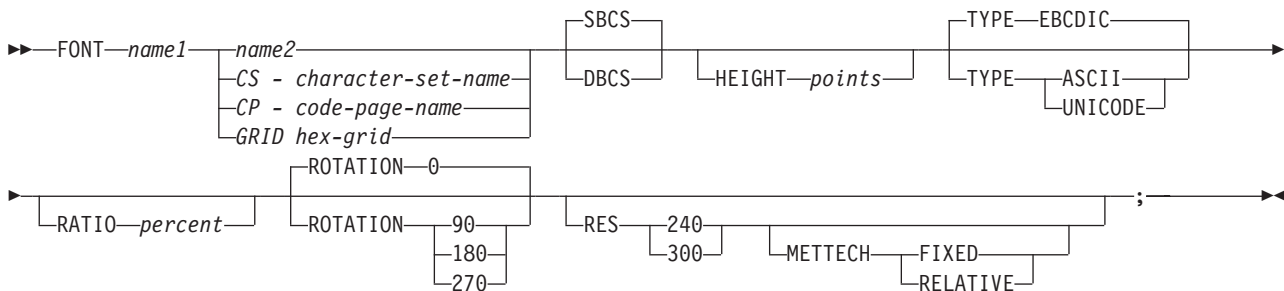 SBCS TYPE EBCDIC
FONT name1 name2 DBCS HEIGHT points TYPE ASCII
CS - character-set-name UNICODE
CP - code-page-name
GRID hex-grid
ROTATION 0 ;
RATIO percent ROTATION 90 RES 240
180 300 METTECH FIXED
270 RELATIVE